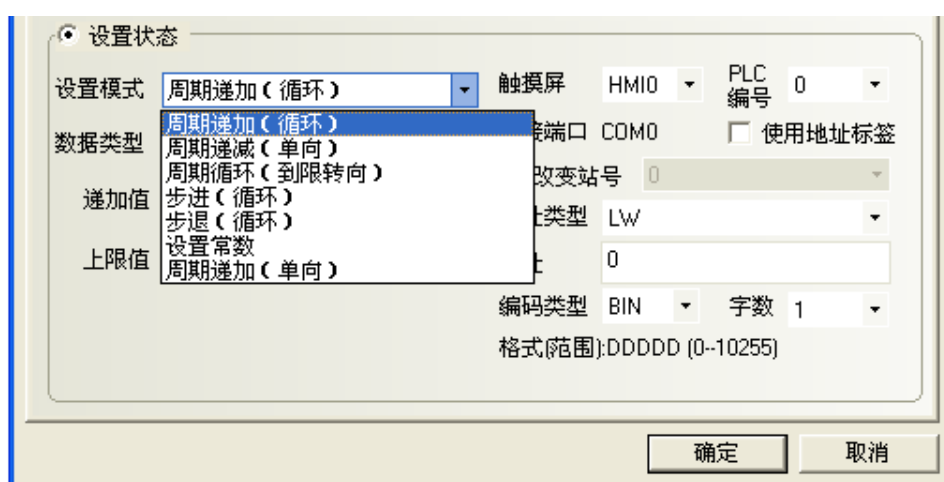 设置状态
设置模式 周期递加（循环） 触摸屏 HMI0 PLC编号 0
周期递加（循环）
数据类型 周期递减（单向） 端口 COM0 使用地址标签
周期循环（到限转向） 改变站号 0
递加值 步进（循环）
步退（循环） 类型 LW
设置常数
上限值 周期递加（单向） 0
编码类型 BIN 字数 1
格式(范围):DDDDD (0--10255)
确定 取消